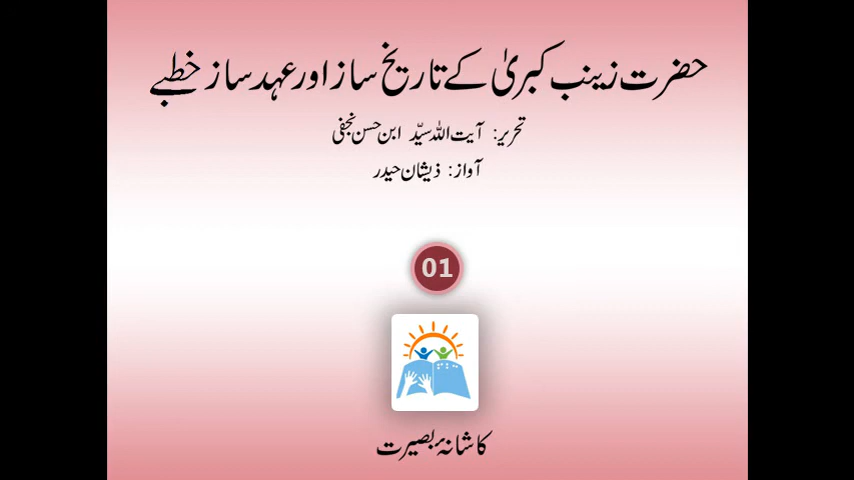 حضرت زینب کبریٰ کے تاریخ ساز اور عہد ساز خطبے
تحریر: آیت اللہ سیّد ابن حسن نجفی
آواز: ذیشان حیدر
01
کاشانۂ بصیرت